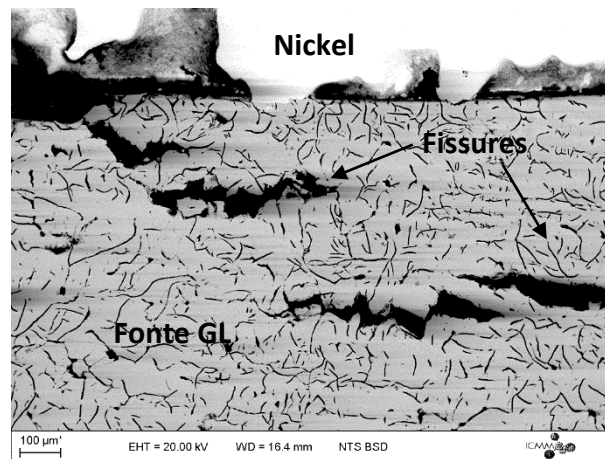 Nickel
Fissures
Fonte GL
100 µm'
EHT = 20.00 kV WD = 16.4 mm NTS BSD
ICMM